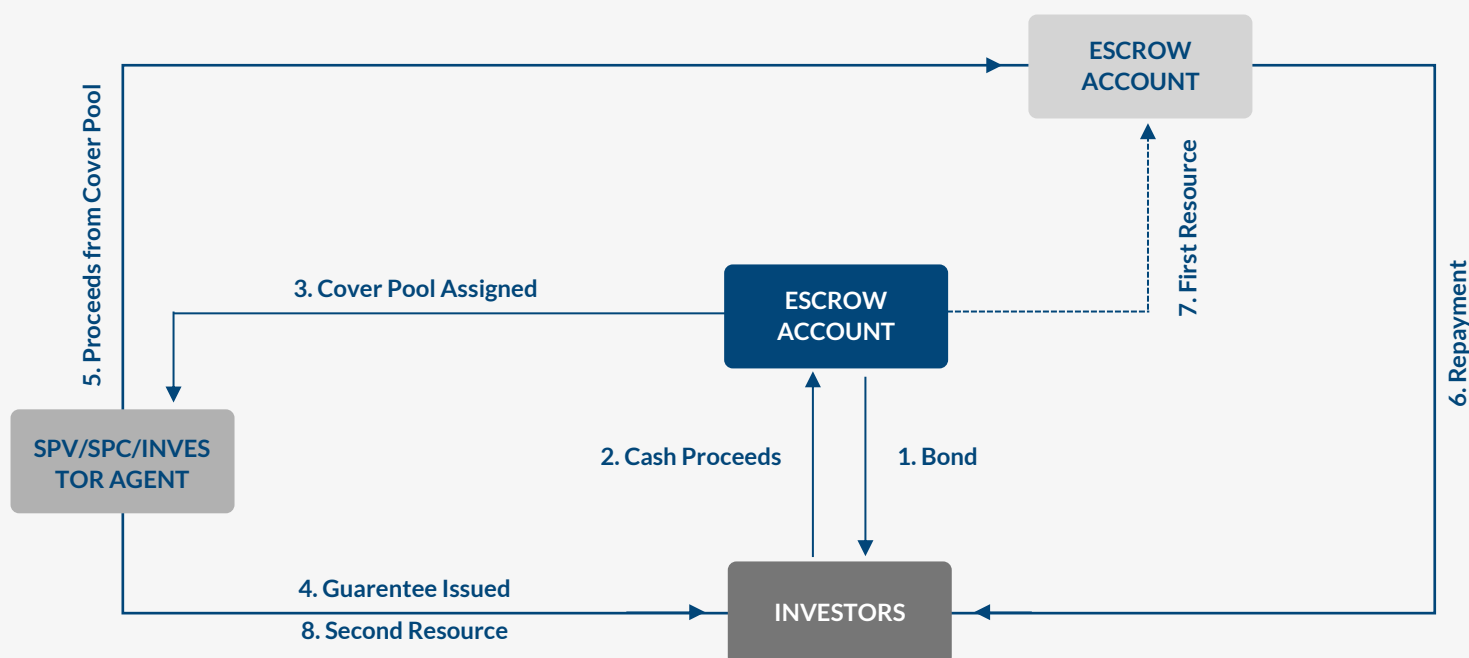 ESCROW
ACCOUNT
5. Proceeds from Cover Pool
7. First Resource
3. Cover Pool Assigned
ESCROW
ACCOUNT
6. Repayment
SPV/SPC/INVES
TOR AGENT
2. Cash Proceeds
1. Bond
4. Guarentee Issued
INVESTORS
8. Second Resource